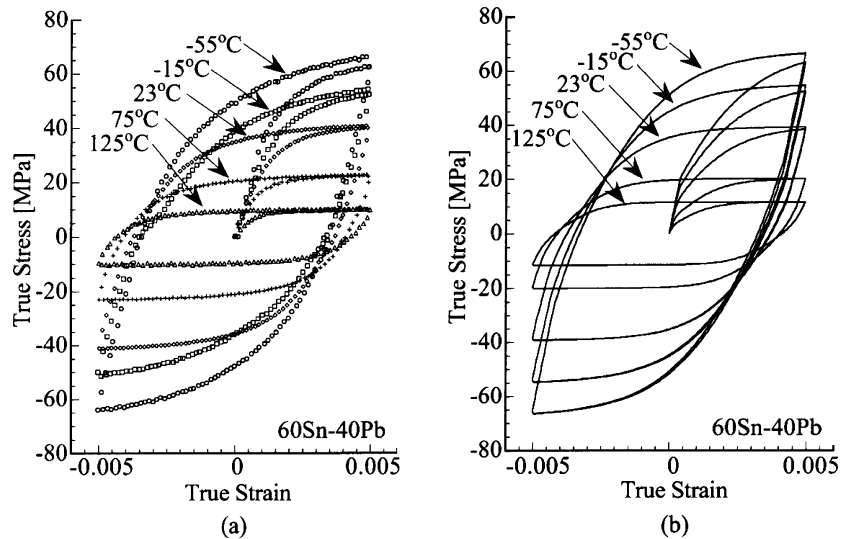 80
60
40
20
0
-20
-40
-60
-80
True Stress [MPa]
-55°C
-15°C
23°C
75°C
125°C
60Sn-40Pb
-0.005
0
0.005
True Strain
(a)
80
60
40
20
0
-20
-40
-60
-80
True Stress [MPa]
-55°C
-15°C
23°C
75°C
125°C
60Sn-40Pb
-0.005
0
0.005
True Strain
(b)